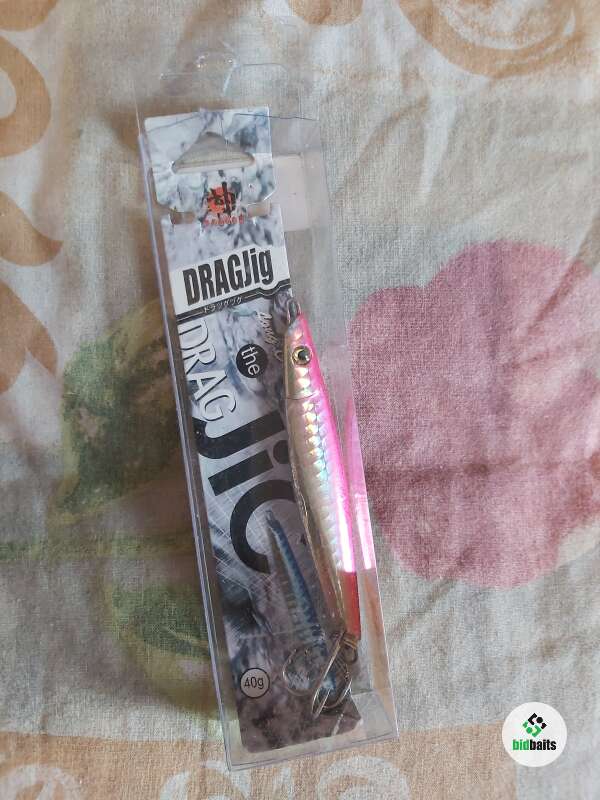 DRAGJig
ドラッグジグ
DRAG
the
Jig
40g
bidbaits